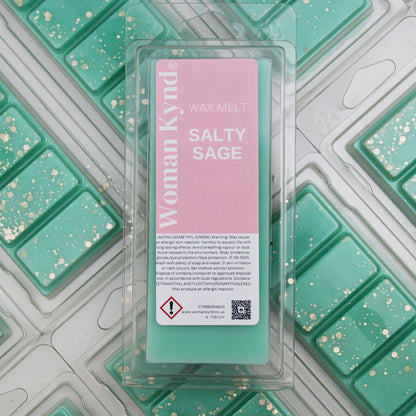 Woman Kynd®
WAX MELT
SALTY
SAGE
(ALPHA-ISOMETHYL IONONE) Warning: May cause
an allergic skin reaction. Harmful to aquatic life with
long lasting effects. Avoid breathing vapour or dust.
Avoid release to the environment. Wear protective
gloves/eye protection/face protection. IF ON SKIN:
Wash with plenty of soap and water. If skin irritation
or rash occurs: Get medical advice/attention.
Dispose of contents/container to approved disposal
site, in accordance with local regulations. Contains
TETRAMETHYL ACETYLOCTAHYDRONAPHTHALENES.
May produce an allergic reaction.
www.womankynd.co.uk